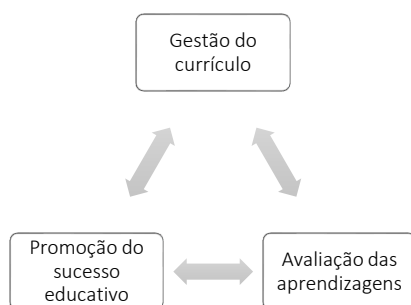 Gestão do
currículo
Promoção do
sucesso
educativo
Avaliação das
aprendizagens